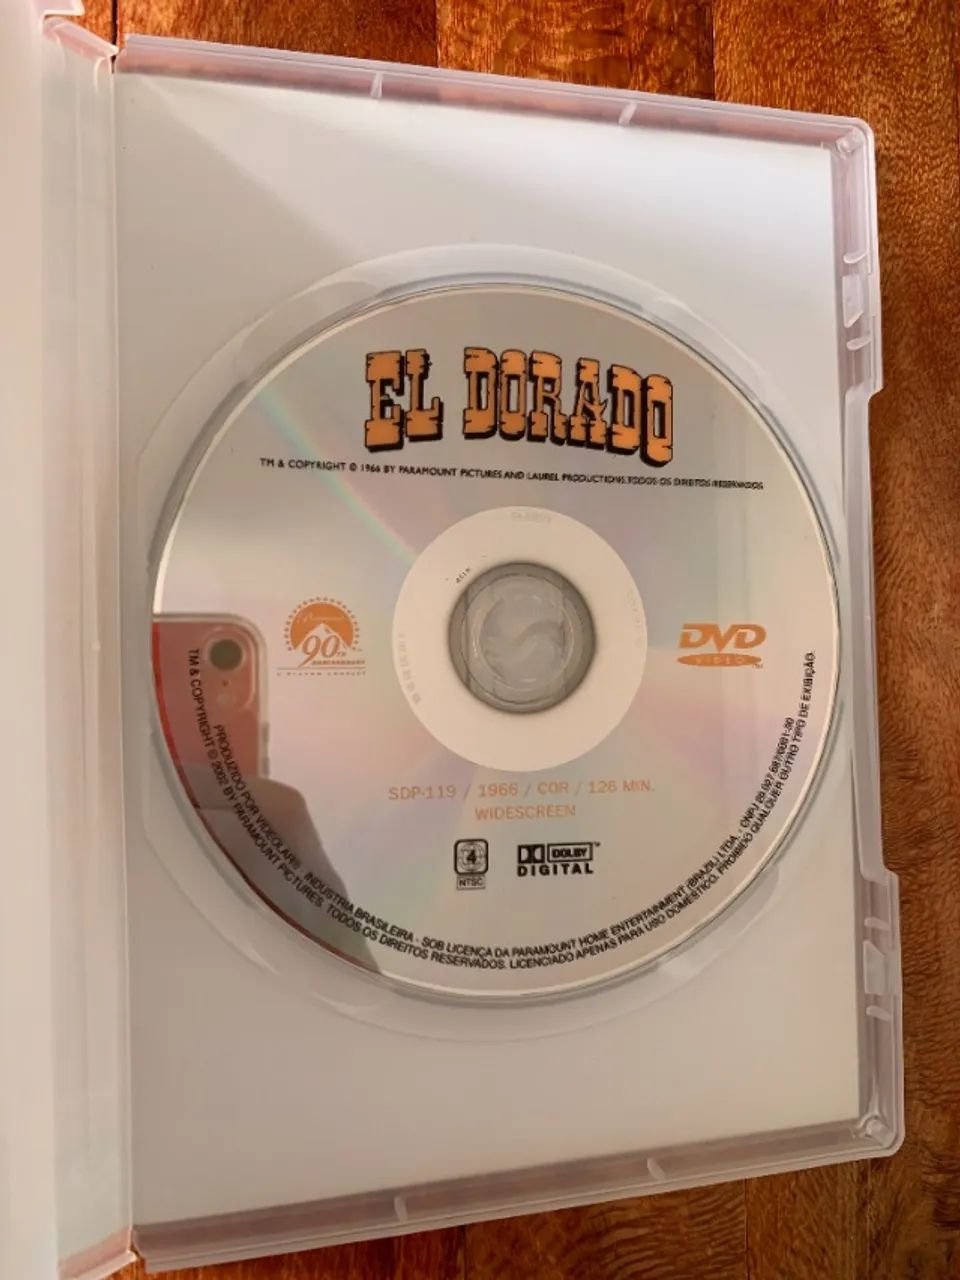 EL DORADO
TM & COPYRIGHT © 1966 BY PARAMOUNT PICTURES AND LAUREL PRODUCTIONS. TODOS OS DIREITOS RESERVADOS
90TH
ANNIVERSARY
DVD
VIDEO
SDP-119 / 1966 / COR / 126 MIN.
WIDESCREEN
4
NTSC
DOLBY
DIGITAL
PRODUZIDO POR VIDEOLAR® INDÚSTRIA BRASILEIRA - SOB LICENÇA DA PARAMOUNT HOME ENTERTAINMENT (BRAZIL) LTDA. - CNPJ
TM & COPYRIGHT © 2002 BY PARAMOUNT PICTURES. TODOS OS DIREITOS RESERVADOS. LICENCIADO APENAS PARA USO DOMÉSTICO. PROIBIDO QUALQUER OUTRO TIPO DE EXIBIÇÃO.